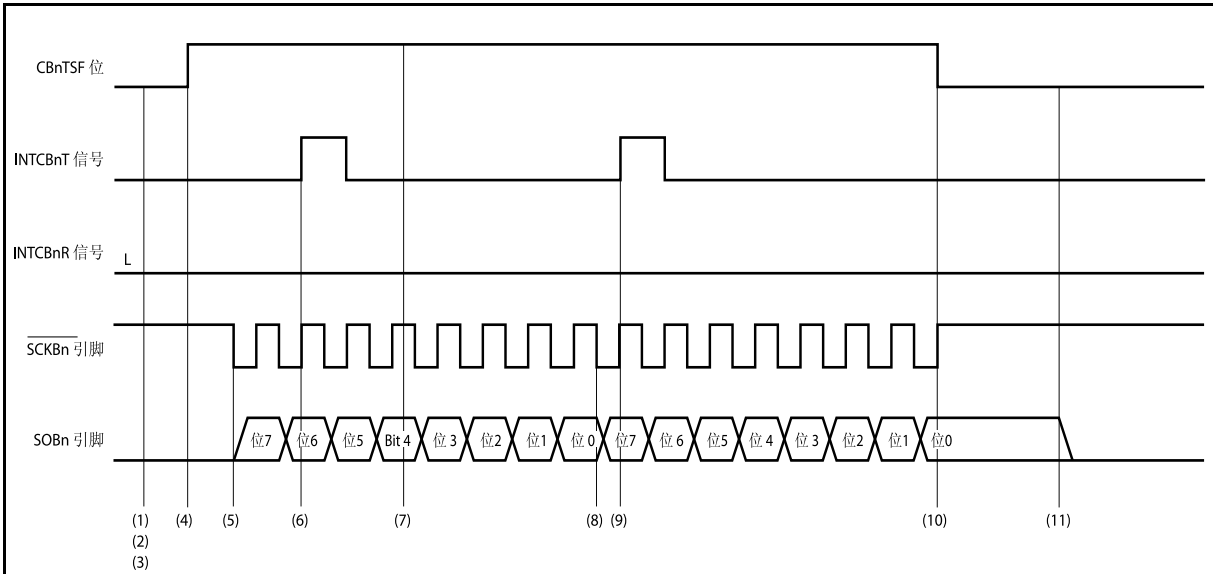 CBnTSF 位
INTCBnT 信号
INTCBnR 信号
L
SCKBn 引脚
SOBn 引脚
位7 位6 位5 Bit 4 位 3 位2 位1 位 0 位7 位 6 位5 位 4 位 3 位2 位1 位0
(1) (4) (5) (6) (7) (8) (9) (10) (11)
(2)
(3)